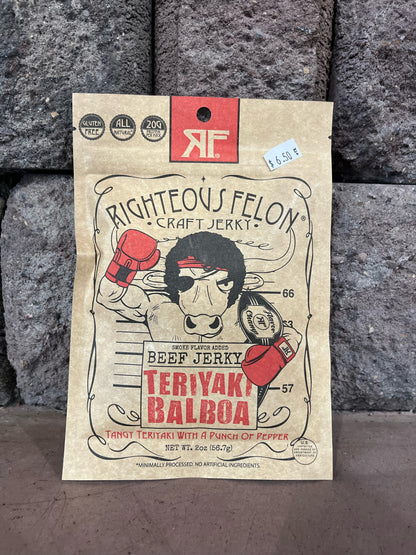 GLUTEN FREE
ALL NATURAL*
20G
RF®
$ 6.50
RIGHTEOUS FELON®
• CRAFT JERKY •
66
57
SMOKE FLAVOR ADDED
BEEF JERKY
TERIYAKI
BALBOA
TANGY TERIYAKI WITH A PUNCH OF PEPPER
NET WT. 2oz (56.7g)
*MINIMALLY PROCESSED. NO ARTIFICIAL INGREDIENTS.